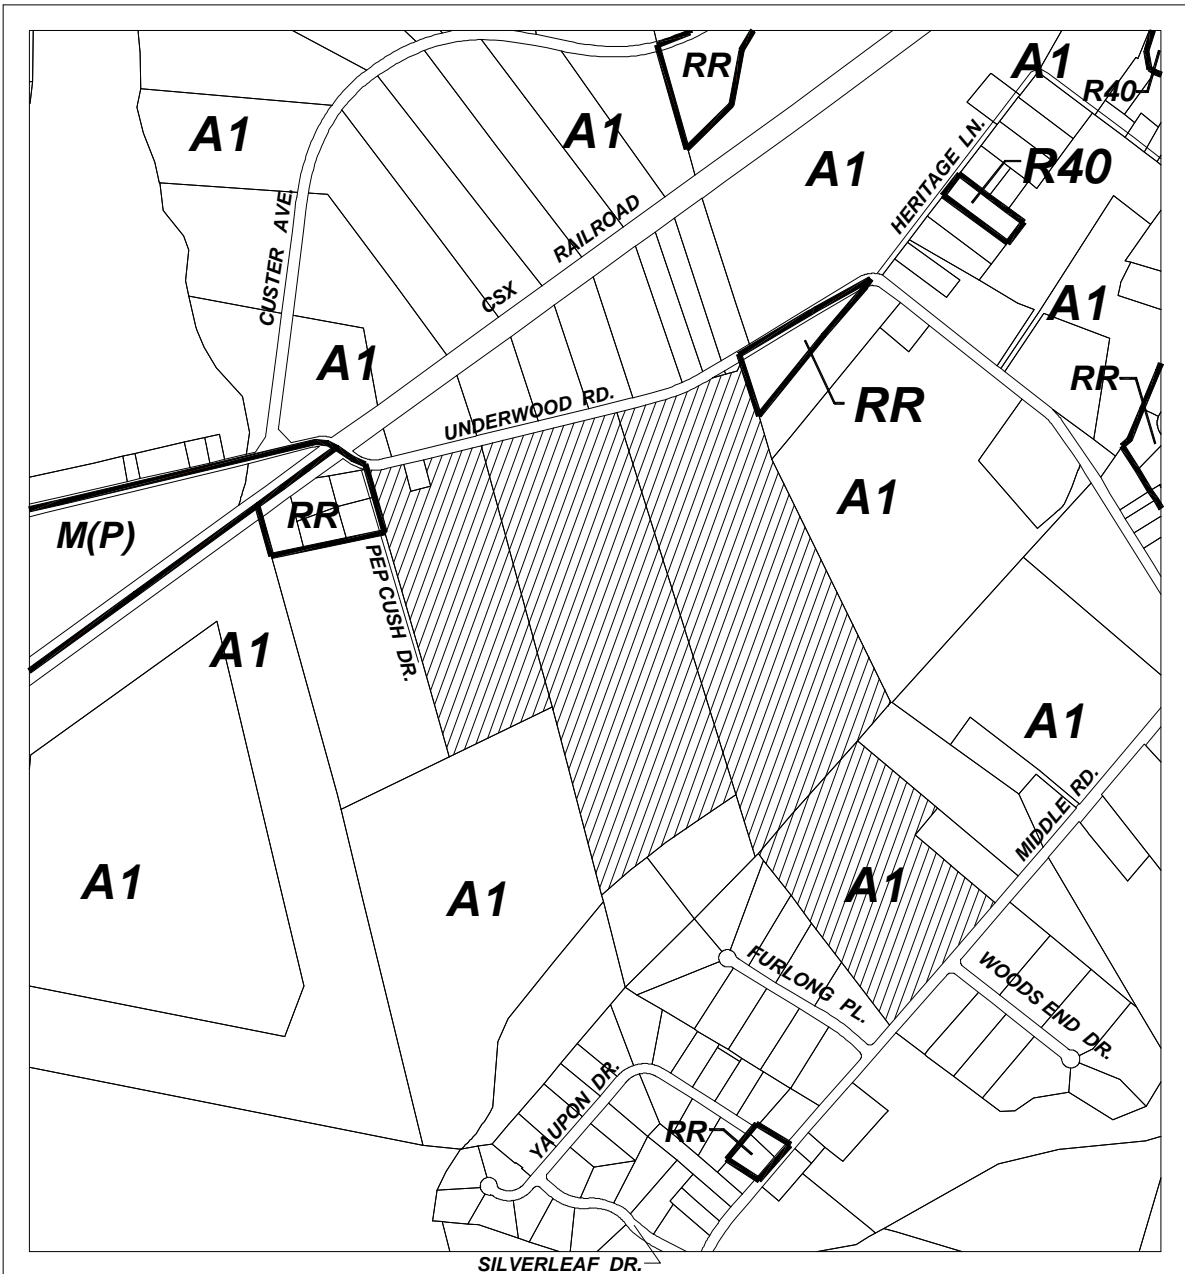 RR
A1
R40
A1
A1
HERITAGE LN.
A1
R40
RAILROAD
CUSTER AVE.
CSX
A1
A1
RR
RR
UNDERWOOD RD.
A1
RR
M(P)
PEP CUSH DR.
A1
A1
MIDDLE RD.
A1
A1
A1
FURLONG PL.
WOODS END DR.
YAUPON DR.
RR
SILVERLEAF DR.